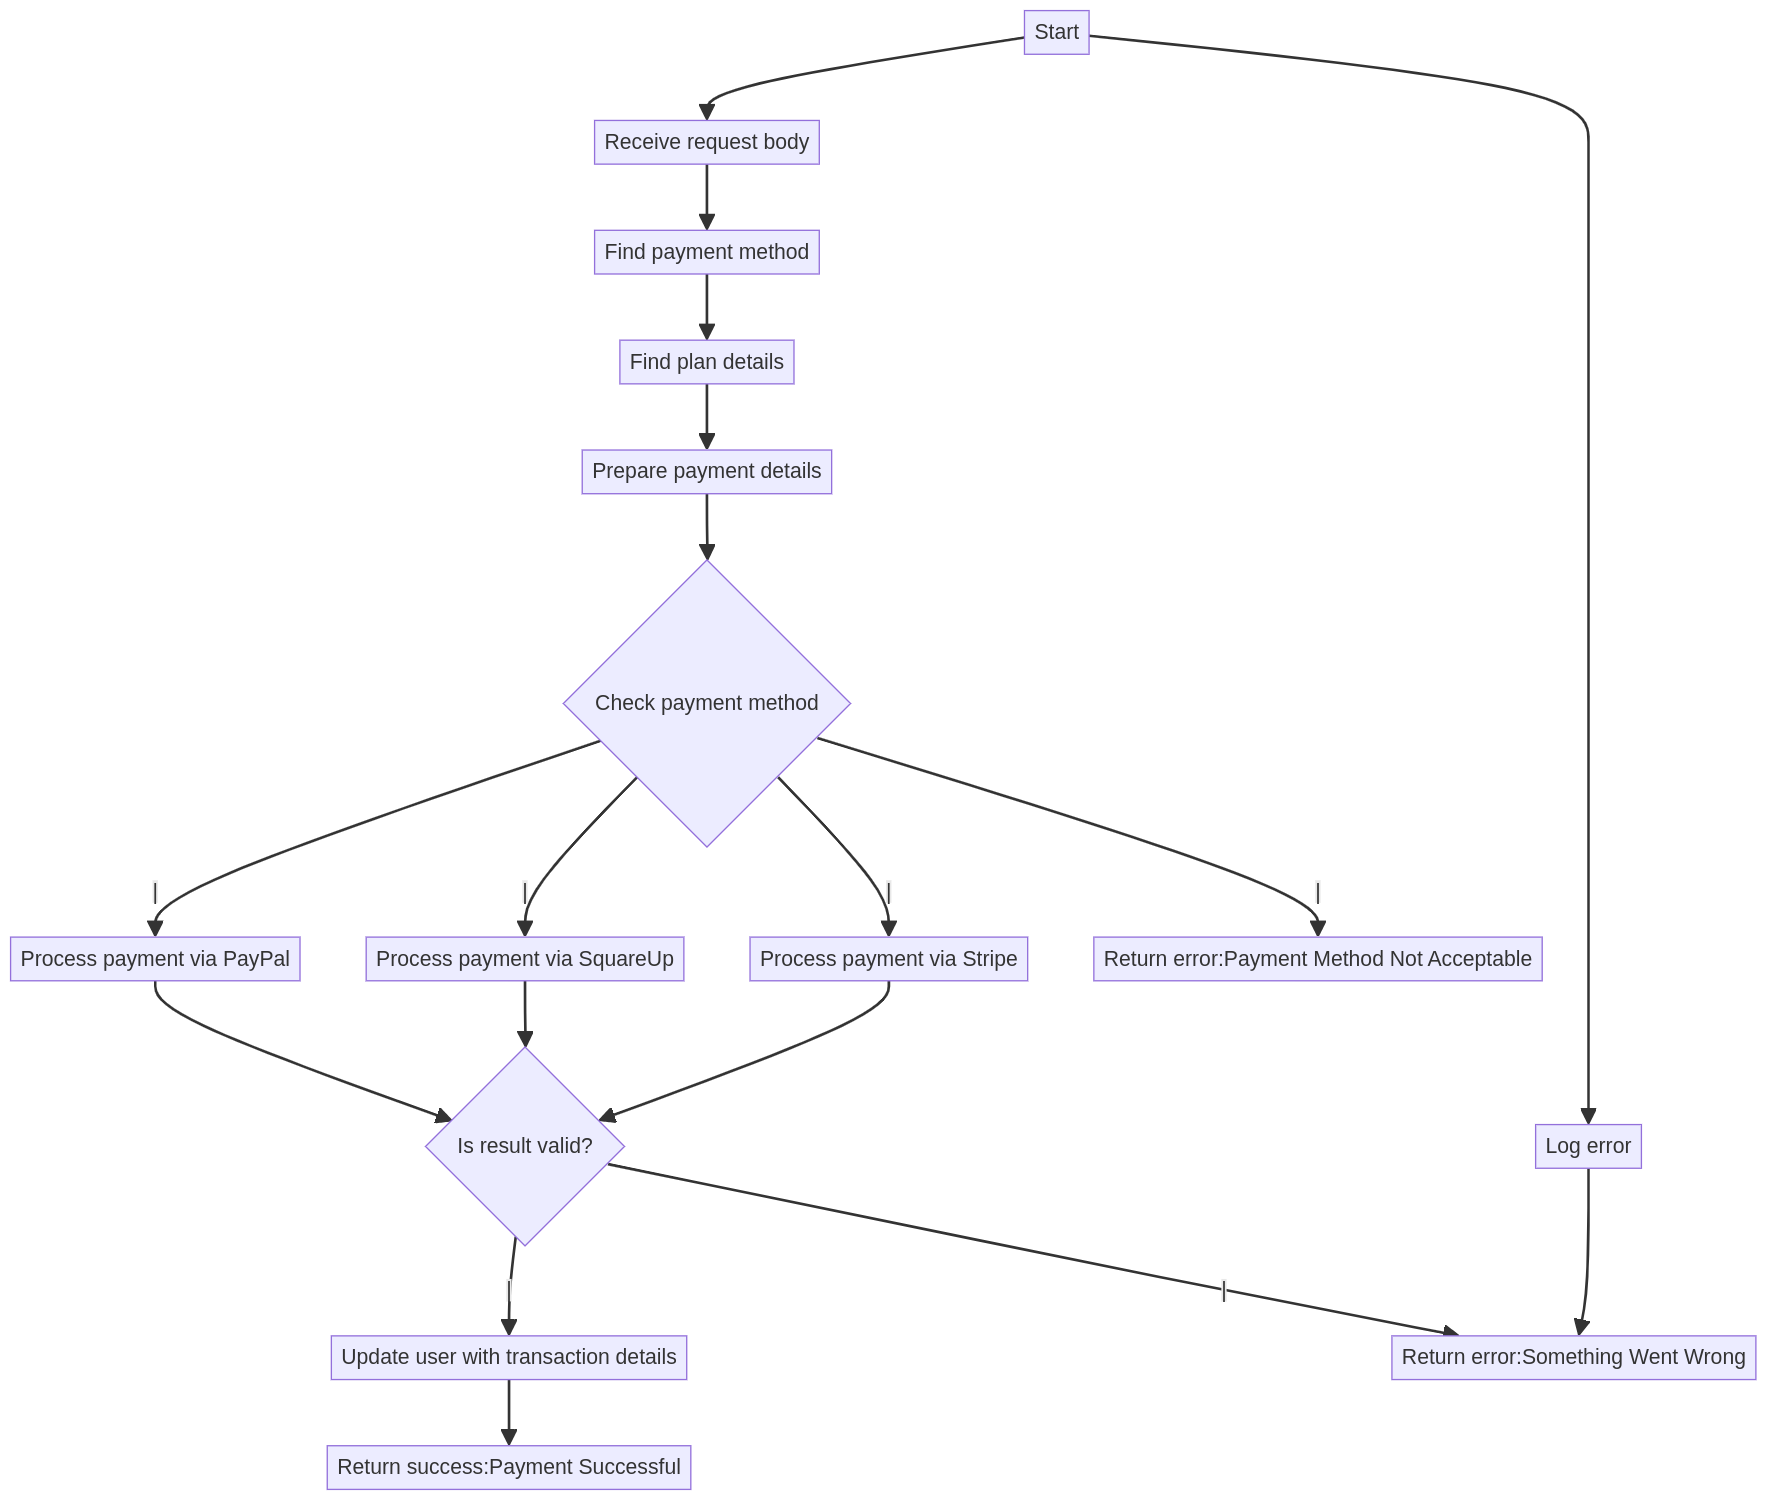 Start
Receive request body
Find payment method
Find plan details
Prepare payment details
Check payment method
|
|
|
|
Process payment via PayPal
Process payment via SquareUp
Process payment via Stripe
Return error:Payment Method Not Acceptable
Is result valid?
Log error
|
|
Update user with transaction details
Return error:Something Went Wrong
Return success:Payment Successful